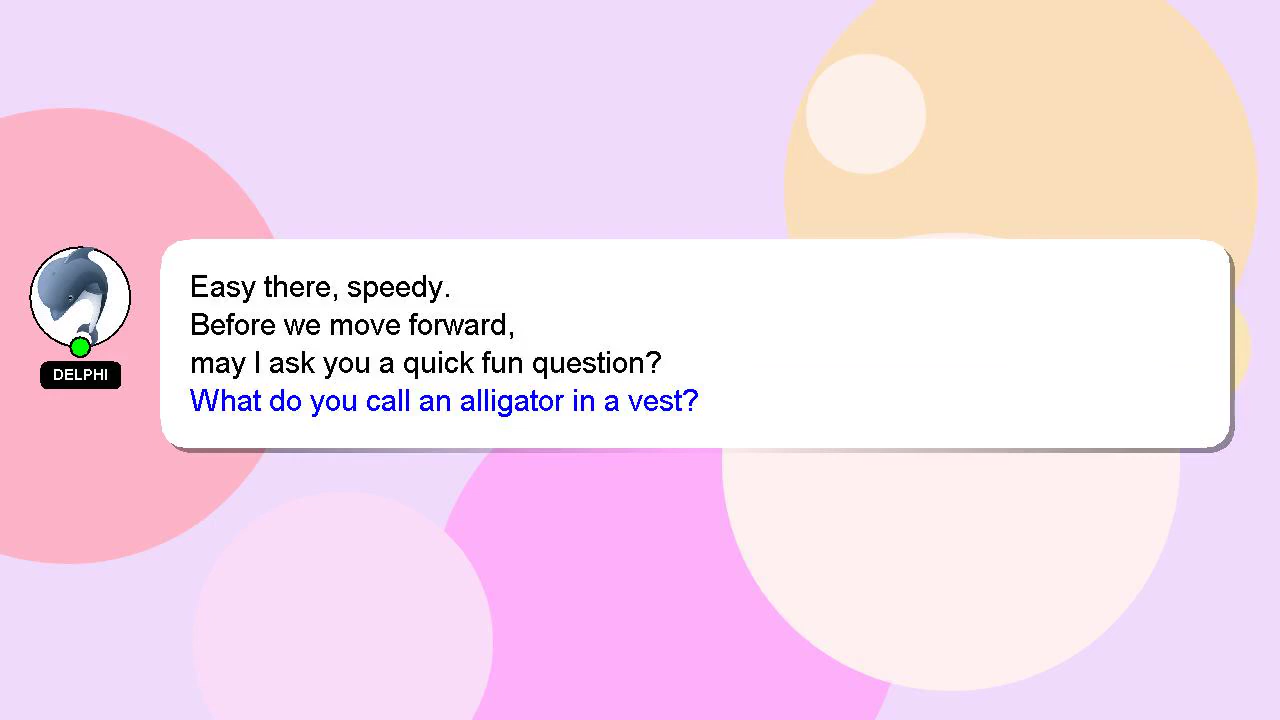 Easy there, speedy.
Before we move forward,
may I ask you a quick fun question?
What do you call an alligator in a vest?
DELPHI